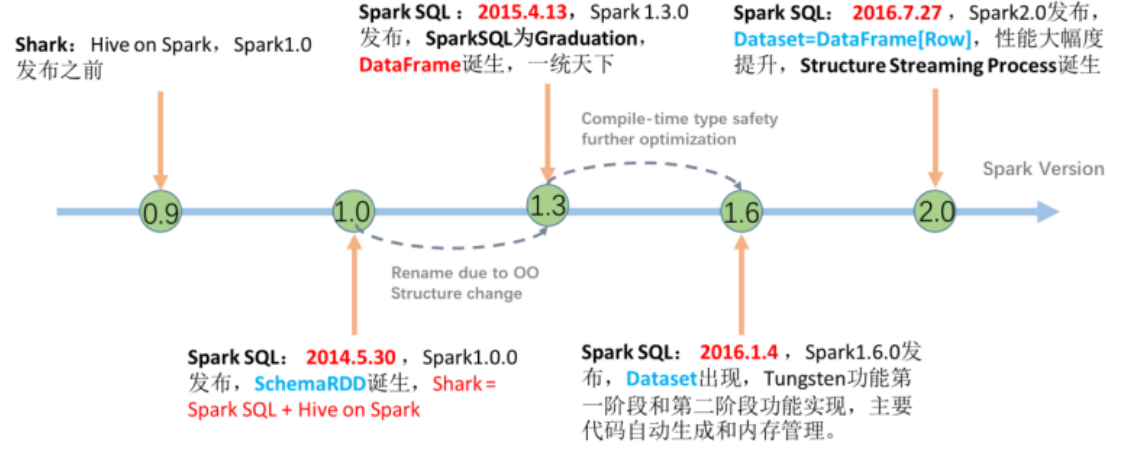 Shark：Hive on Spark，Spark1.0
发布之前
Spark SQL： 2015.4.13，Spark 1.3.0
发布，SparkSQL为Graduation，
DataFrame诞生，一统天下
Spark SQL： 2016.7.27 ，Spark2.0发布，
Dataset=DataFrame[Row]，性能大幅度
提升，Structure Streaming Process诞生
Compile-time type safety
further optimization
Spark Version
0.9
1.0
1.3
1.6
2.0
Rename due to OO
Structure change
Spark SQL： 2014.5.30 ，Spark1.0.0
发布，SchemaRDD诞生，Shark =
Spark SQL + Hive on Spark
Spark SQL： 2016.1.4 ，Spark1.6.0发
布，Dataset出现，Tungsten功能第
一阶段和第二阶段功能实现，主要
代码自动生成和内存管理。